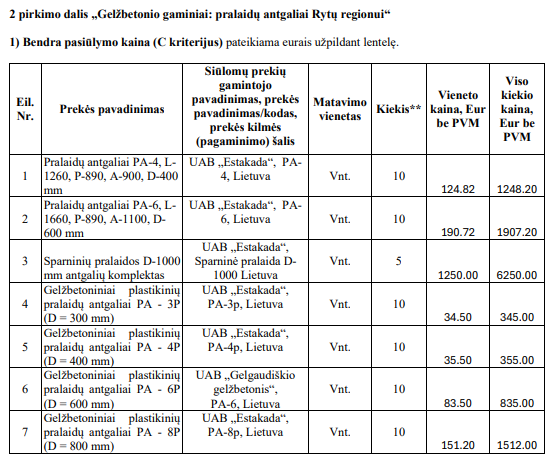 2 pirkimo dalis „Gelžbetonio gaminiai: pralaidų antgaliai Rytų regionui“
1) Bendra pasiūlymo kaina (C kriterijus) pateikiama eurais užpildant lentelę.
Eil.
Nr.
Prekės pavadinimas
Siūlomų prekių
gamintojo
pavadinimas, prekės
pavadinimas/kodas,
prekės kilmės
(pagaminimo) šalis
Matavimo
vienetas
Kiekis**
Vieneto
kaina, Eur
be PVM
Viso
kiekio
kaina,
Eur be
PVM
1
Pralaidų antgaliai PA-4, L-
1260, P-890, A-900, D-400
mm
UAB „Estakada“, PA-
4, Lietuva
Vnt.
10
124.82
1248.20
2
Pralaidų antgaliai PA-6, L-
1660, P-890, A-1100, D-
600 mm
UAB „Estakada“, PA-
6, Lietuva
Vnt.
10
190.72
1907.20
3
Sparninių pralaidos D-1000
mm antgalių komplektas
UAB „Estakada“,
Sparninė pralaida D-
1000 Lietuva
Vnt.
5
1250.00
6250.00
4
Gelžbetoniniai plastikinių
pralaidų antgaliai PA - 3P
(D = 300 mm)
UAB „Estakada“,
PA-3p, Lietuva
Vnt.
10
34.50
345.00
5
Gelžbetoniniai plastikinių
pralaidų antgaliai PA - 4P
(D = 400 mm)
UAB „Estakada“,
PA-4p, Lietuva
Vnt.
10
35.50
355.00
6
Gelžbetoniniai plastikinių
pralaidų antgaliai PA - 6P
(D = 600 mm)
UAB „Gelgaudiškio
gelžbetonis“,
PA-6, Lietuva
Vnt.
10
83.50
835.00
7
Gelžbetoniniai plastikinių
pralaidų antgaliai PA - 8P
(D = 800 mm)
UAB „Estakada“,
PA-8p, Lietuva
Vnt.
10
151.20
1512.00